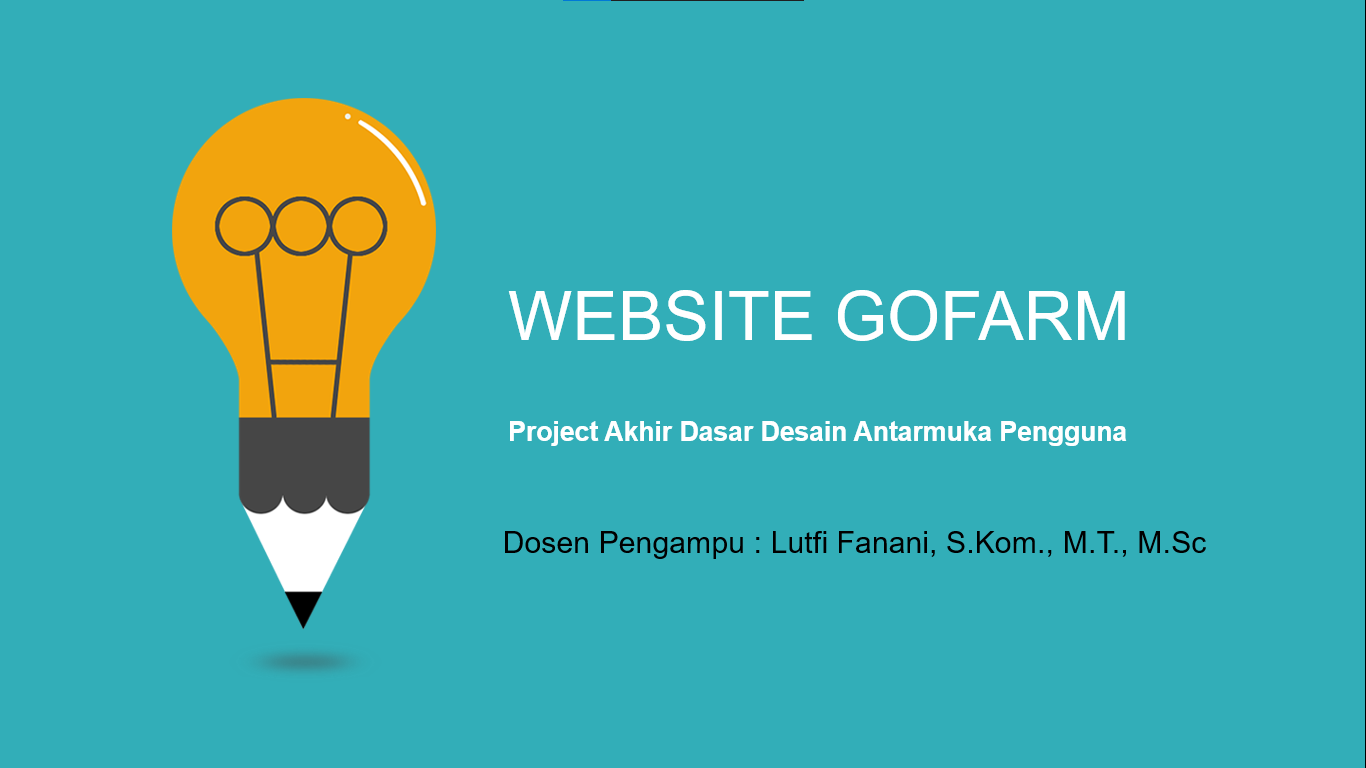 WEBSITE GOFARM
Project Akhir Dasar Desain Antarmuka Pengguna
Dosen Pengampu : Lutfi Fanani, S.Kom., M.T., M.Sc